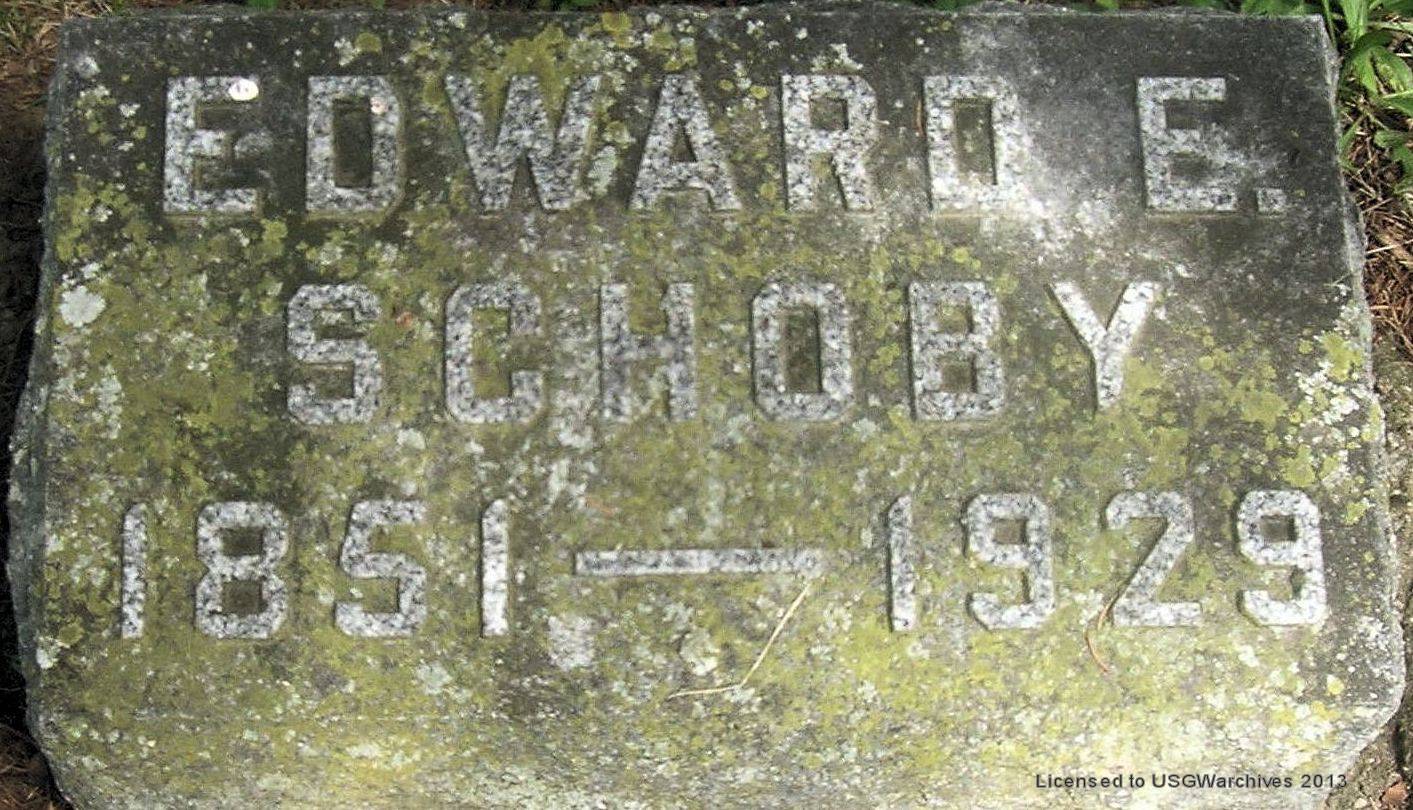 EDWARD E.
SCHOBY
1851—1929
Licensed to USGWarchives 2013